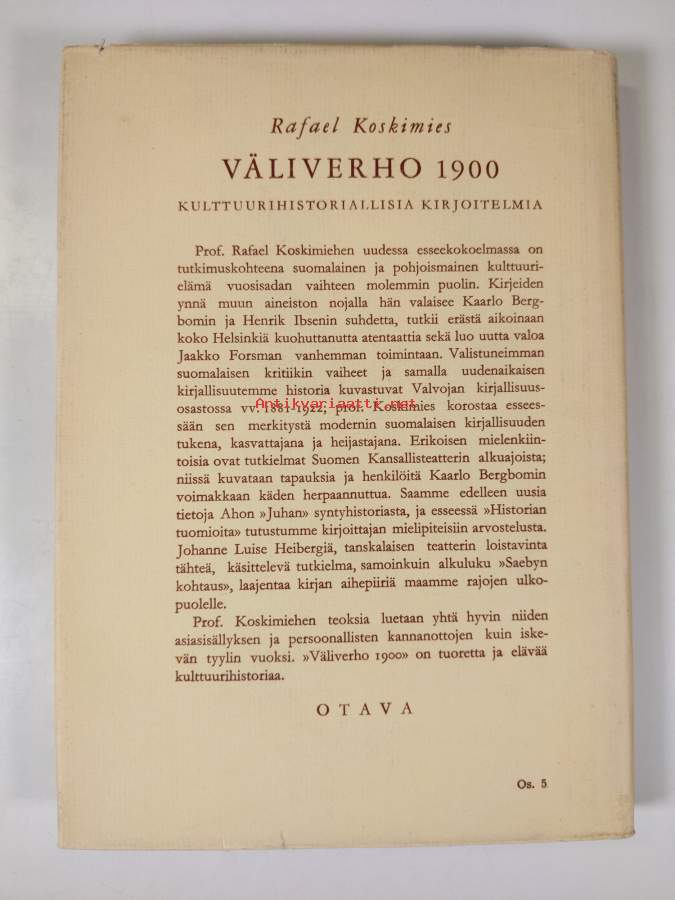 Rafael Koskimies
VÄLIVERHO 1900
KULTTUURIHISTORIALLISIA KIRJOITELMIA
Prof. Rafael Koskimiehen uudessa esseekokoelmassa on
tutkimuskohteena suomalainen ja pohjoismainen kulttuuri-
elämä vuosisadan vaihteen molemmin puolin. Kirjeiden
ynnä muun aineiston nojalla hän valaisee Kaarlo Berg-
bomin ja Henrik Ibsenin suhdetta, tutkii erästä aikoinaan
koko Helsinkiä kuohuttanutta atentaattia sekä luo uutta valoa
Jaakko Forsman vanhemman toimintaan. Valistuneimman
suomalaisen kritiikin vaiheet ja samalla uudenaikaisen
kirjallisuutemme historia kuvastuvat Valvojan kirjallisuus-
osastossa vv. 1881-1922; prof. Koskimies korostaa essees-
Antikvariaatti.net
sään sen merkitystä modernin suomalaisen kirjallisuuden
tukena, kasvattajana ja heijastajana. Erikoisen mielenkiin-
toisia ovat tutkielmat Suomen Kansallisteatterin alkuajoista;
niissä kuvataan tapauksia ja henkilöitä Kaarlo Bergbomin
voimakkaan käden herpaannuttua. Saamme edelleen uusia
tietoja Ahon »Juhan» syntyhistoriasta, ja esseessä »Historian
tuomioita» tutustumme kirjoittajan mielipiteisiin arvostelusta.
Johanne Luise Heibergiä, tanskalaisen teatterin loistavinta
tähteä, käsittelevä tutkielma, samoinkuin alkuluku »Saebyn
kohtaus», laajentaa kirjan aihepiiriä maamme rajojen ulko-
puolelle.
Prof. Koskimiehen teoksia luetaan yhtä hyvin niiden
asiasisällyksen ja persoonallisten kannanottojen kuin iske-
vän tyylin vuoksi. »Väliverho 1900» on tuoretta ja elävää
kulttuurihistoriaa.
OTAVA
Os. 5